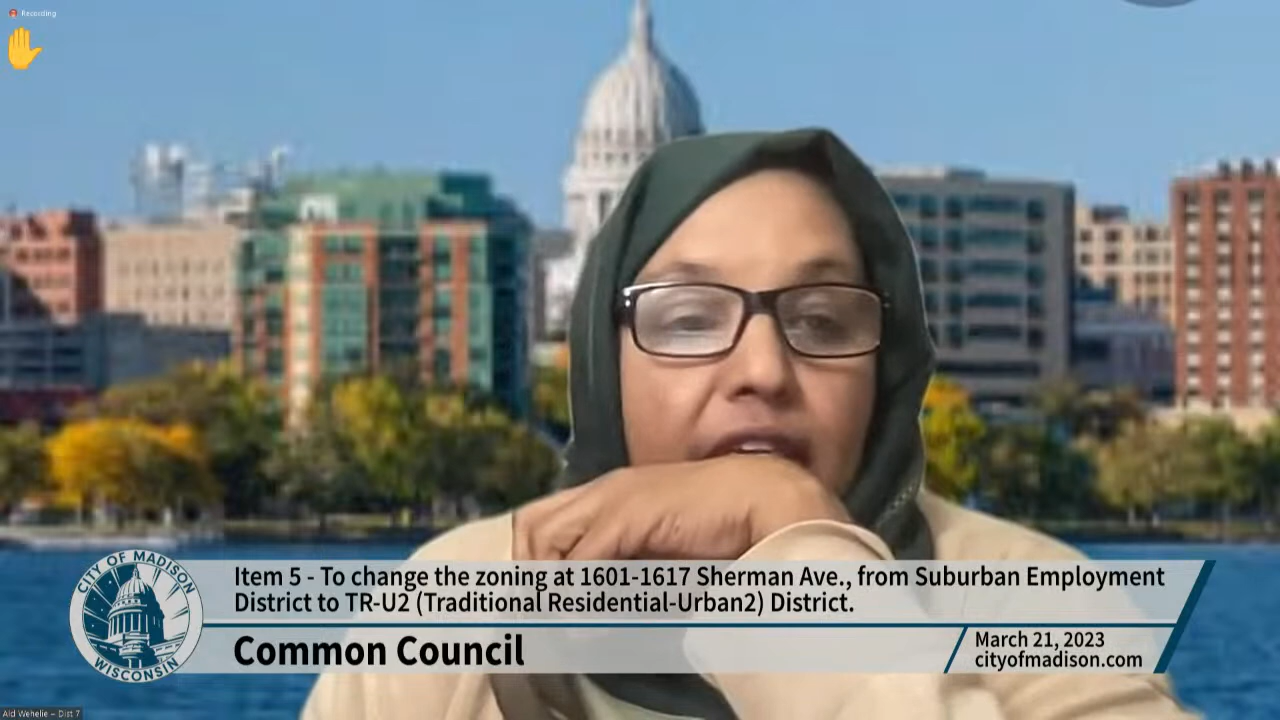 Recording
Item 5 - To change the zoning at 1601-1617 Sherman Ave., from Suburban Employment
District to TR-U2 (Traditional Residential-Urban2) District.
CITY OF MADISON
WISCONSIN
Common Council
March 21, 2023
cityofmadison.com
Ald Wehelie – Dist 7